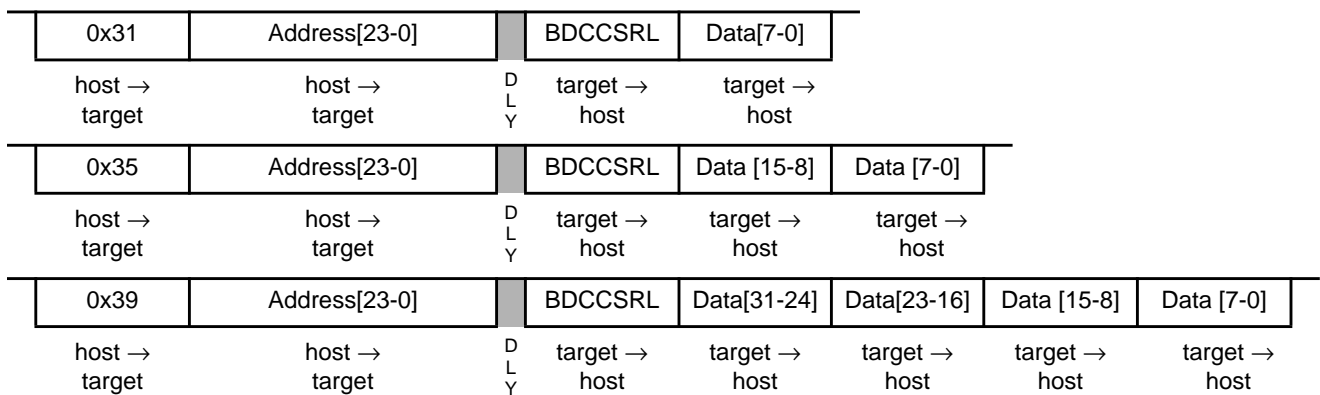 0x31 Address[23-0] BDCCSRL Data[7-0]
host → host → D L Y target → target →
target target host host
0x35 Address[23-0] BDCCSRL Data [15-8] Data [7-0]
host → host → D L Y target → target → target →
target target host host host
0x39 Address[23-0] BDCCSRL Data[31-24] Data[23-16] Data [15-8] Data [7-0]
host → host → D L Y target → target → target → target → target →
target target host host host host host